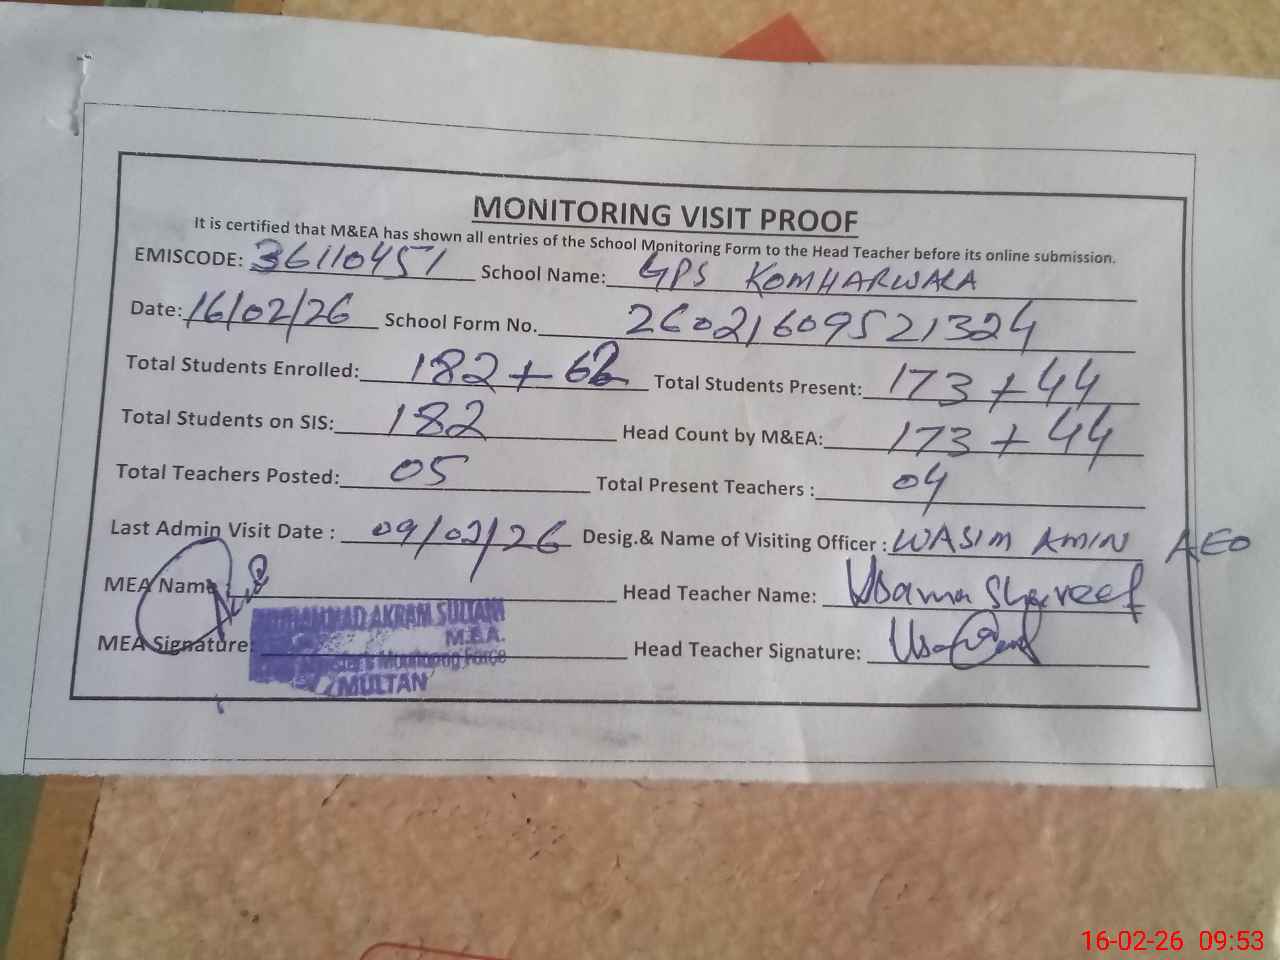 MONITORING VISIT PROOF
It is certified that M&EA has shown all entries of the School Monitoring Form to the Head Teacher before its online submission.
EMISCODE: 36110451 School Name: GPS KOMHARWALA
Date: 16/02/26 School Form No. 26021609521324
Total Students Enrolled: 182 + 62 Total Students Present: 173 + 44
Total Students on SIS: 182 Head Count by M&EA: 173 + 44
Total Teachers Posted: 05 Total Present Teachers : 04
Last Admin Visit Date : 09/02/26 Desig.& Name of Visiting Officer : WASIM AMIN AEO
MEA Name: Head Teacher Name: Usama Shareef
MUHAMMAD AKRAM SULTANI
M.E.A.
MEA Signature: Head Teacher Signature:
Monitoring Force
MULTAN
16-02-26 09:53